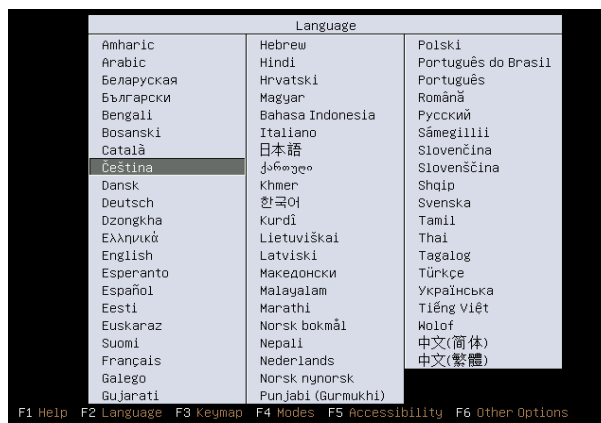 Language
Amharic
Arabic
Беларуская
Български
Bengali
Bosanski
Català
Čeština
Dansk
Deutsch
Dzongkha
Ελληνικά
English
Esperanto
Español
Eesti
Euskaraz
Suomi
Français
Galego
Gujarati
Hebrew
Hindi
Hrvatski
Magyar
Bahasa Indonesia
Italiano
日本語
ქართული
Khmer
한국어
Kurdî
Lietuviškai
Latviski
Македонски
Malayalam
Marathi
Norsk bokmål
Nepali
Nederlands
Norsk nynorsk
Punjabi (Gurmukhi)
Polski
Português do Brasil
Português
Română
Русский
Sámegillii
Slovenčina
Slovenščina
Shqip
Svenska
Tamil
Thai
Tagalog
Türkçe
Українська
Tiếng Việt
Wolof
中文(简体)
中文(繁體)
F1 Help F2 Language F3 Keymap F4 Modes F5 Accessibility F6 Other Options